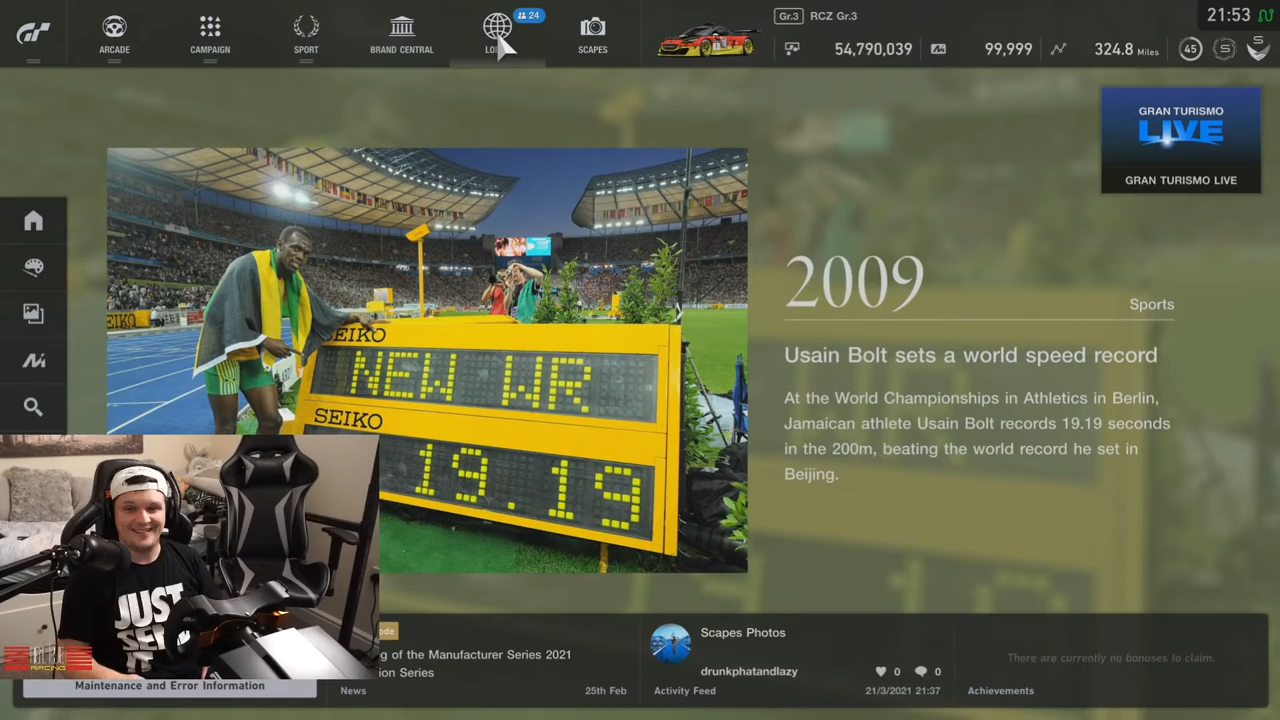 24
Gr.3 RCZ Gr.3
21:53
ARCADE
CAMPAIGN
SPORT
BRAND CENTRAL
SCAPES
54,790,039
99,999
324.8 Miles
45
S
S
GRAN TURISMO
LIVE
GRAN TURISMO LIVE
2009
Sports
Usain Bolt sets a world speed record
At the World Championships in Athletics in Berlin,
Jamaican athlete Usain Bolt records 19.19 seconds
in the 200m, beating the world record he set in
Beijing.
SEIKO
NEW WR
SEIKO
19.19
JUST
SEND
IT
RACING
Maintenance and Error Information
g of the Manufacturer Series 2021
ion Series
News
25th Feb
Scapes Photos
drunkphatandlazy
0
0
Activity Feed
21/3/2021 21:37
There are currently no bonuses to claim.
Achievements